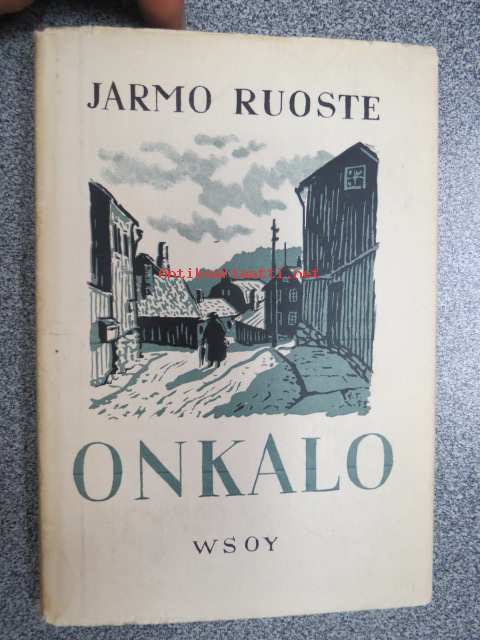 JARMO RUOSTE
antikvariaatti.net
ONKALO
WSOY